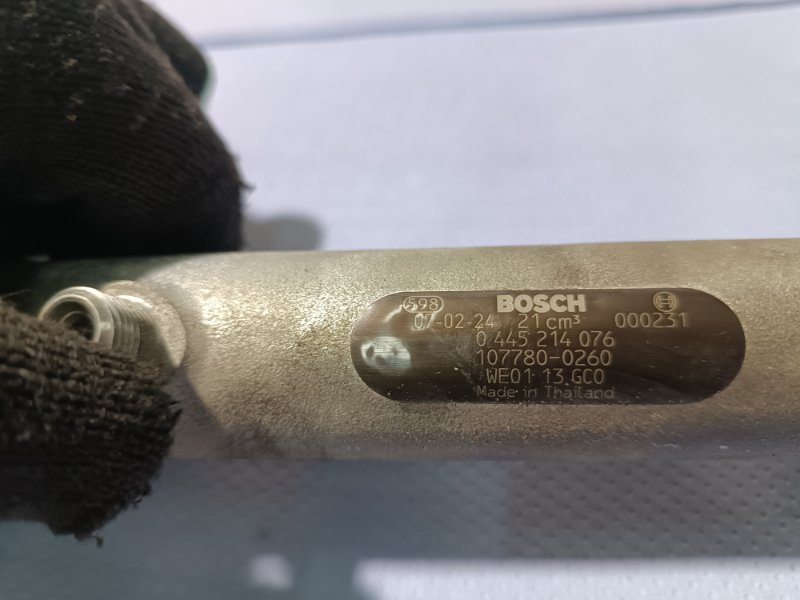 598 BOSCH
07-02-24 21 cm³ 000231
0 445 214 076
107780-0260
WE01 13.GC0
Made in Thailand